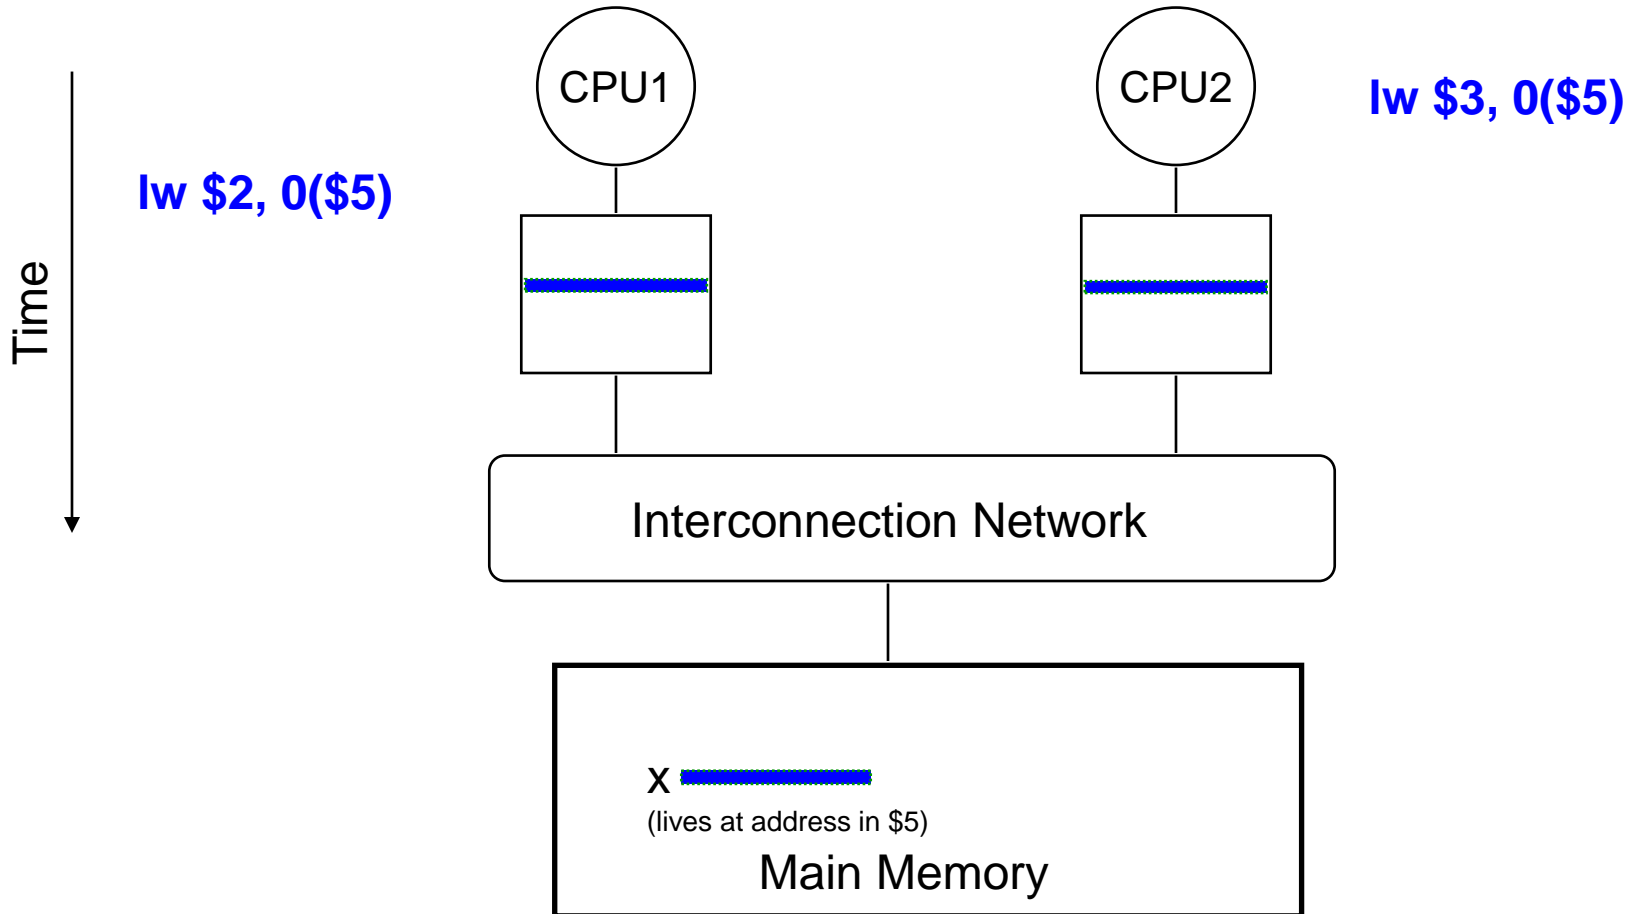 CPU1
CPU2
lw $3, 0($5)
lw $2, 0($5)
Time
Interconnection Network
x
(lives at address in $5)
Main Memory